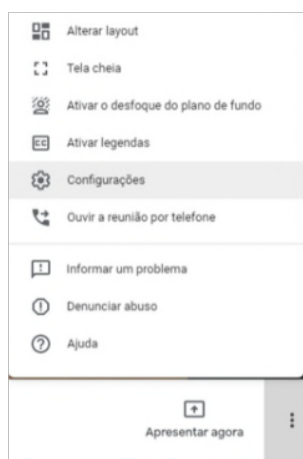 Alterar layout
Tela cheia
Ativar o desfoque do plano de fundo
CC Ativar legendas
Configurações
Ouvir a reunião por telefone
Informar um problema
Denunciar abuso
Ajuda
Apresentar agora